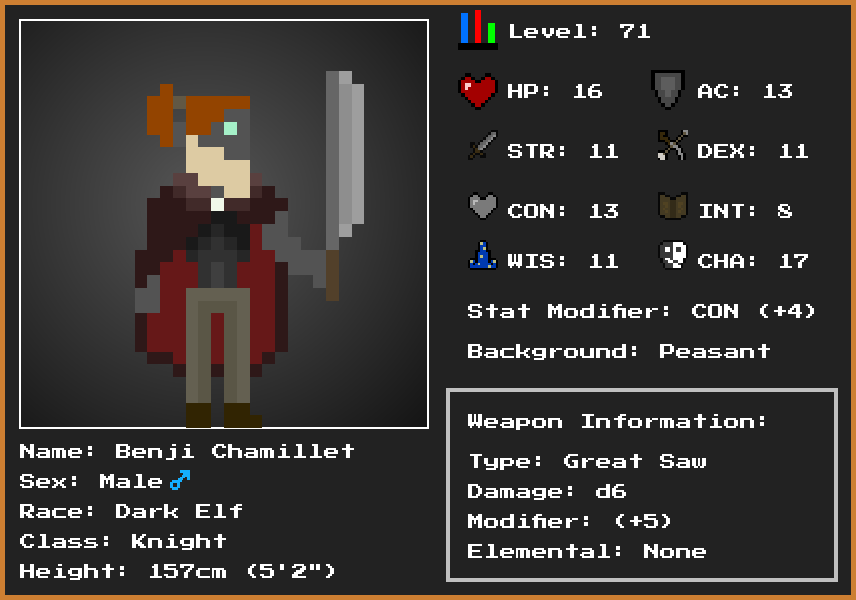 Level: 71
HP: 16
AC: 13
STR: 11
DEX: 11
CON: 13
INT: 8
WIS: 11
CHA: 17
Stat Modifier: CON (+4)
Background: Peasant
Weapon Information:
Type: Great Saw
Damage: d6
Modifier: (+5)
Elemental: None
Name: Benji Chamillet
Sex: Male ♂
Race: Dark Elf
Class: Knight
Height: 157cm (5'2")